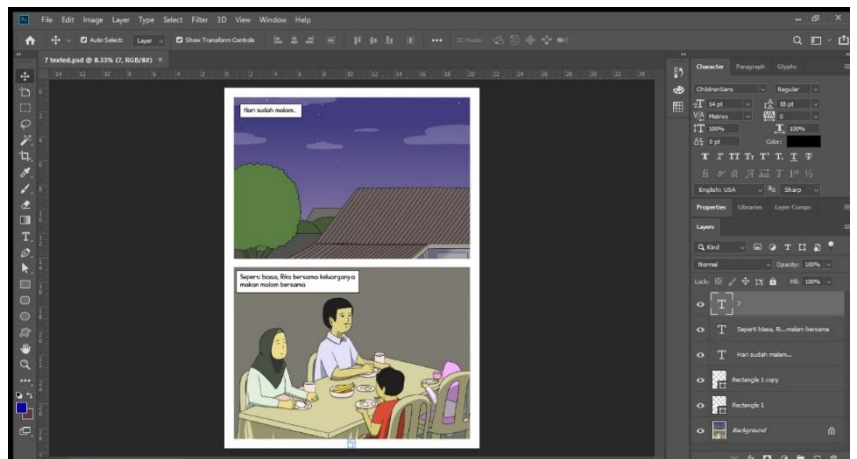 Ps File Edit Image Layer Type Select Filter 3D View Window Help
Auto-Select: Layer Show Transform Controls 3D Mode:
7 texted.psd @ 8.33% (7, RGB/8#) ×
Hari sudah malam.
Seperti biasa, Rika bersama keluarganya
makan malam bersama
Character Paragraph Glyphs
ChildrenSans Regular
14 pt 18 pt
Metrics 0
100% 100%
0 pt Color:
English: USA Sharp
Properties Libraries Layer Comps
Layers
Kind
Normal Opacity: 100%
Lock: Fill: 100%
7
Seperti biasa, Ri...malam bersama
Hari sudah malam...
Rectangle 1 copy
Rectangle 1
Background